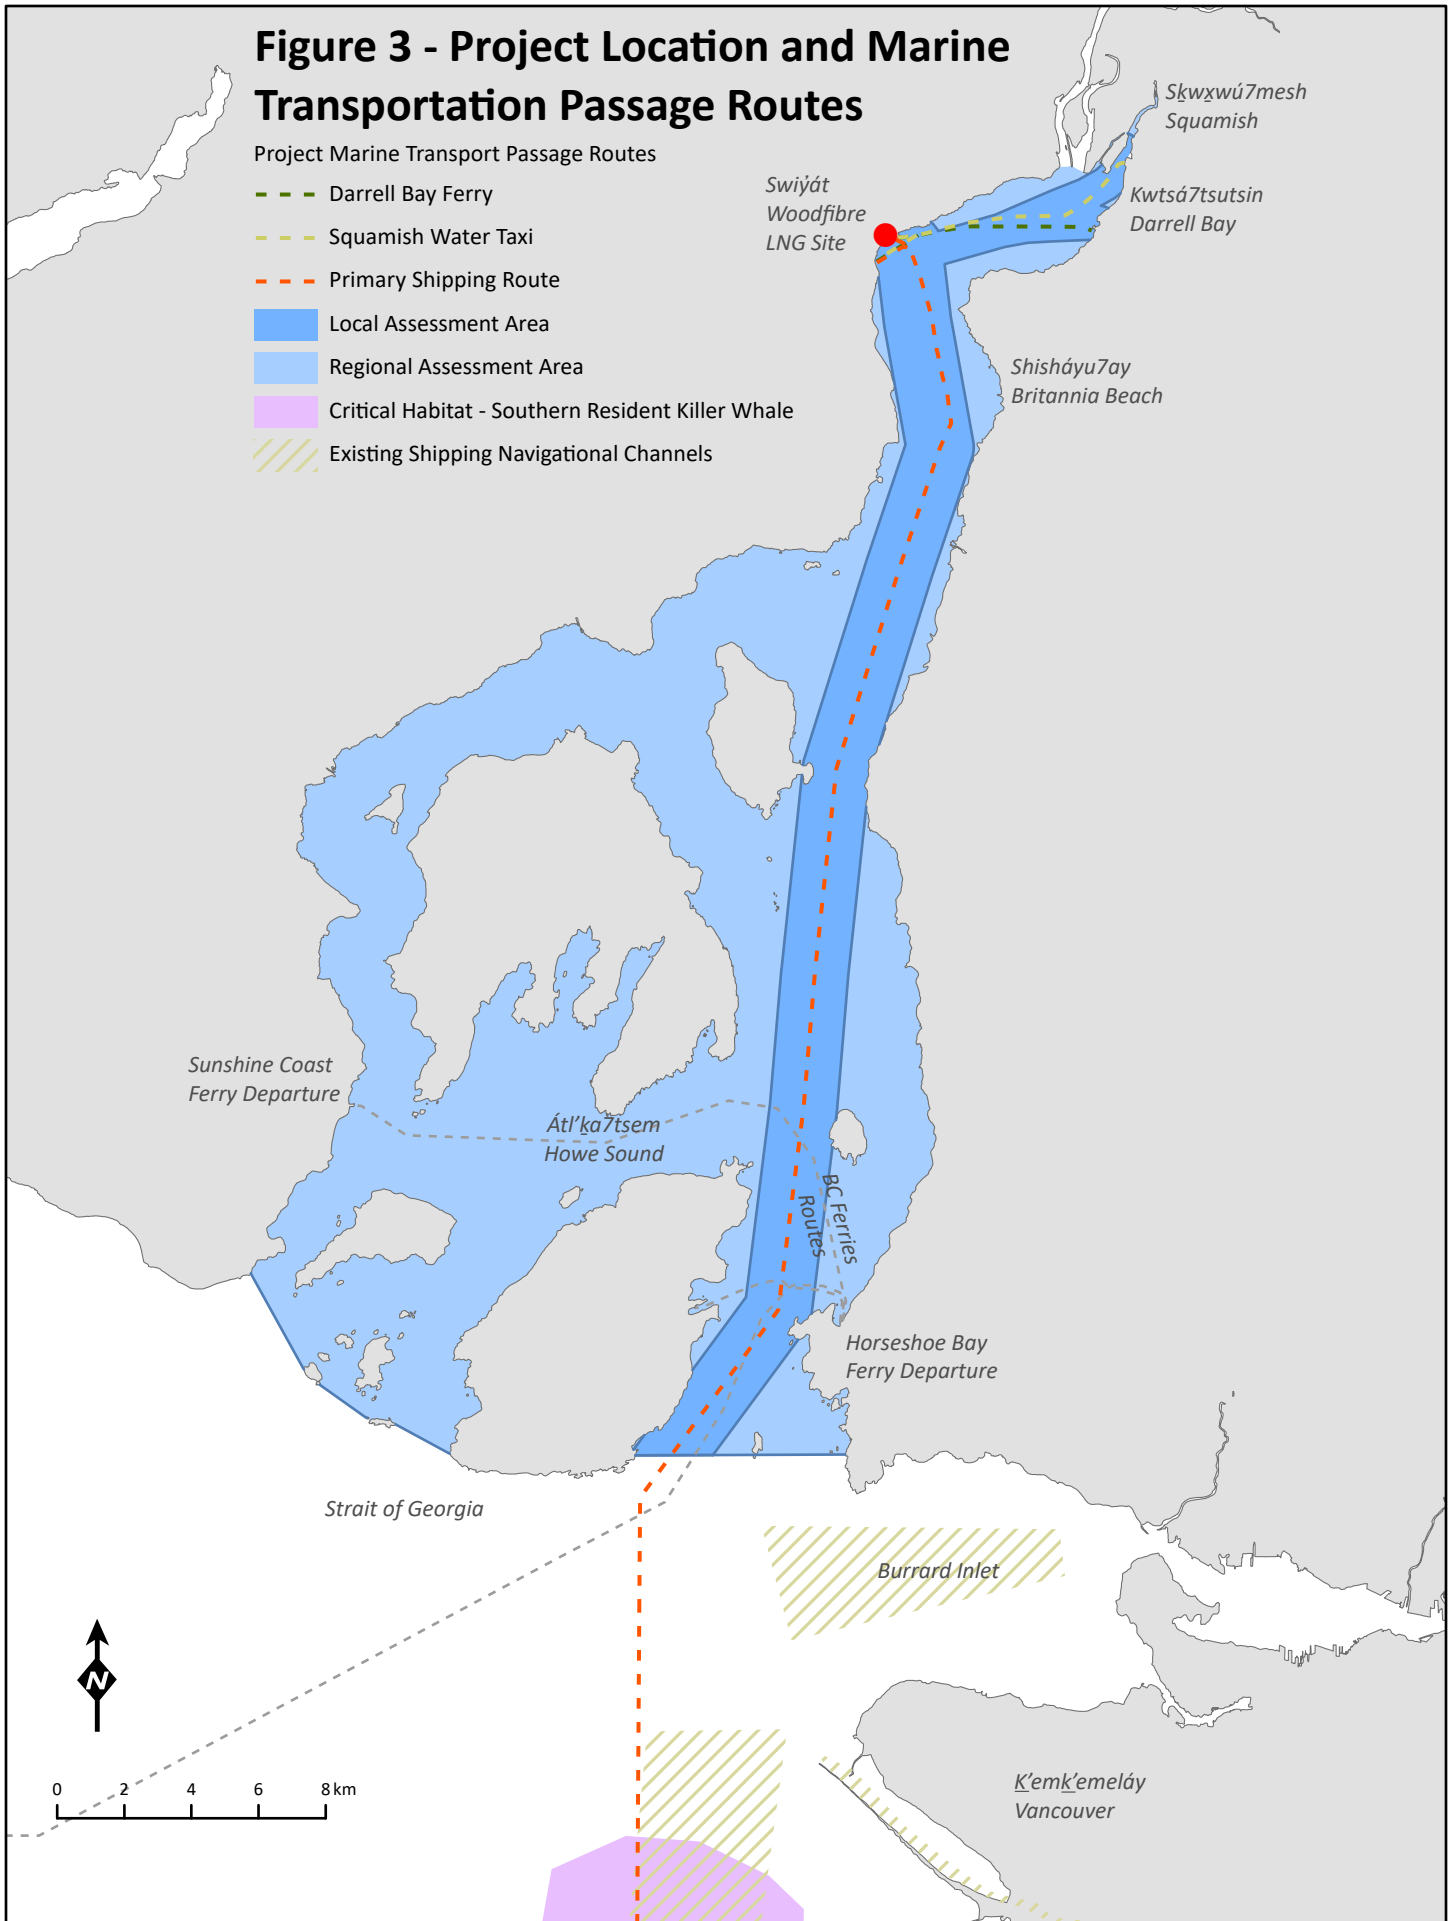 Figure 3 - Project Location and Marine
Transportation Passage Routes
Project Marine Transport Passage Routes
Darrell Bay Ferry
Squamish Water Taxi
Primary Shipping Route
Local Assessment Area
Regional Assessment Area
Critical Habitat - Southern Resident Killer Whale
Existing Shipping Navigational Channels
Sḵwx̱wú7mesh
Squamish
Swiy̓át
Woodfibre
LNG Site
Kwtsá7tsutsin
Darrell Bay
Shisháyu7ay
Britannia Beach
Sunshine Coast
Ferry Departure
Átl'ḵa7tsem
Howe Sound
BC Ferries
Routes
Horseshoe Bay
Ferry Departure
Strait of Georgia
Burrard Inlet
N
0 2 4 6 8 km
Ḵ'emḵ'emeláy
Vancouver